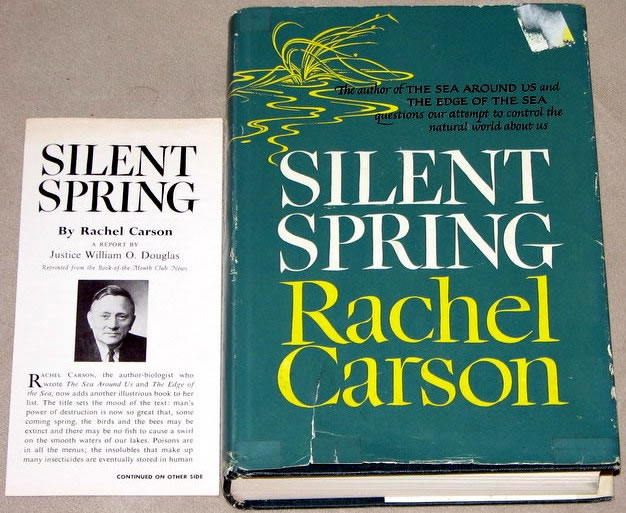 SILENT
SPRING
By Rachel Carson
A REPORT BY
Justice William O. Douglas
Reprinted from the Book-of-the-Month Club News
RACHEL CARSON, the author-biologist who
wrote The Sea Around Us and The Edge of
the Sea, now adds another illustrious book to her
list. The title sets the mood of the text: man's
power of destruction is now so great that, some
coming spring, the birds and the bees may be
extinct and there may be no fish to cause a swirl
on the smooth waters of our lakes. Poisons are
in all the menus; the insolubles that make up
many insecticides are eventually stored in human
CONTINUED ON OTHER SIDE
The author of THE SEA AROUND US and
THE EDGE OF THE SEA
questions our attempt to control the
natural world about us
SILENT
SPRING
Rachel
Carson